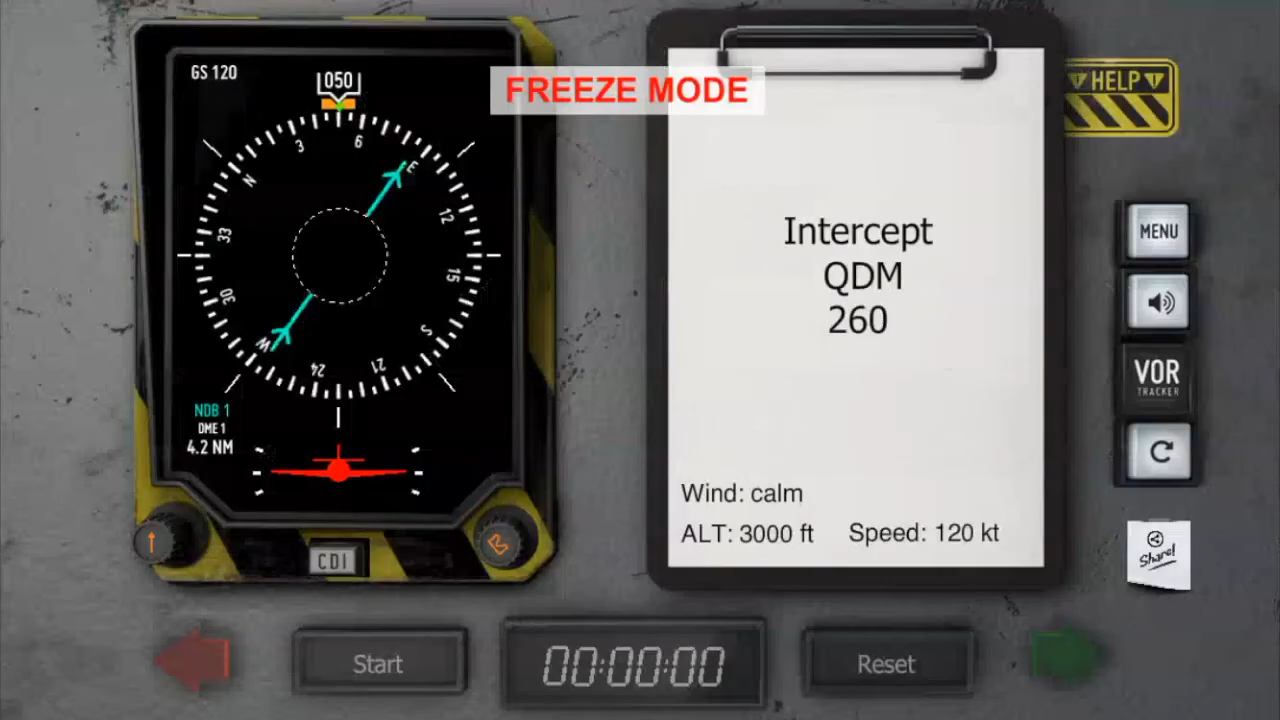 GS 120
050
FREEZE MODE
HELP
3
6
N
E
33
12
30
15
W
S
24
21
Intercept
QDM
260
MENU
VOR
TRACKER
NDB 1
DME 1
4.2 NM
Wind: calm
ALT: 3000 ft Speed: 120 kt
CDI
Share!
Start
00:00:00
Reset